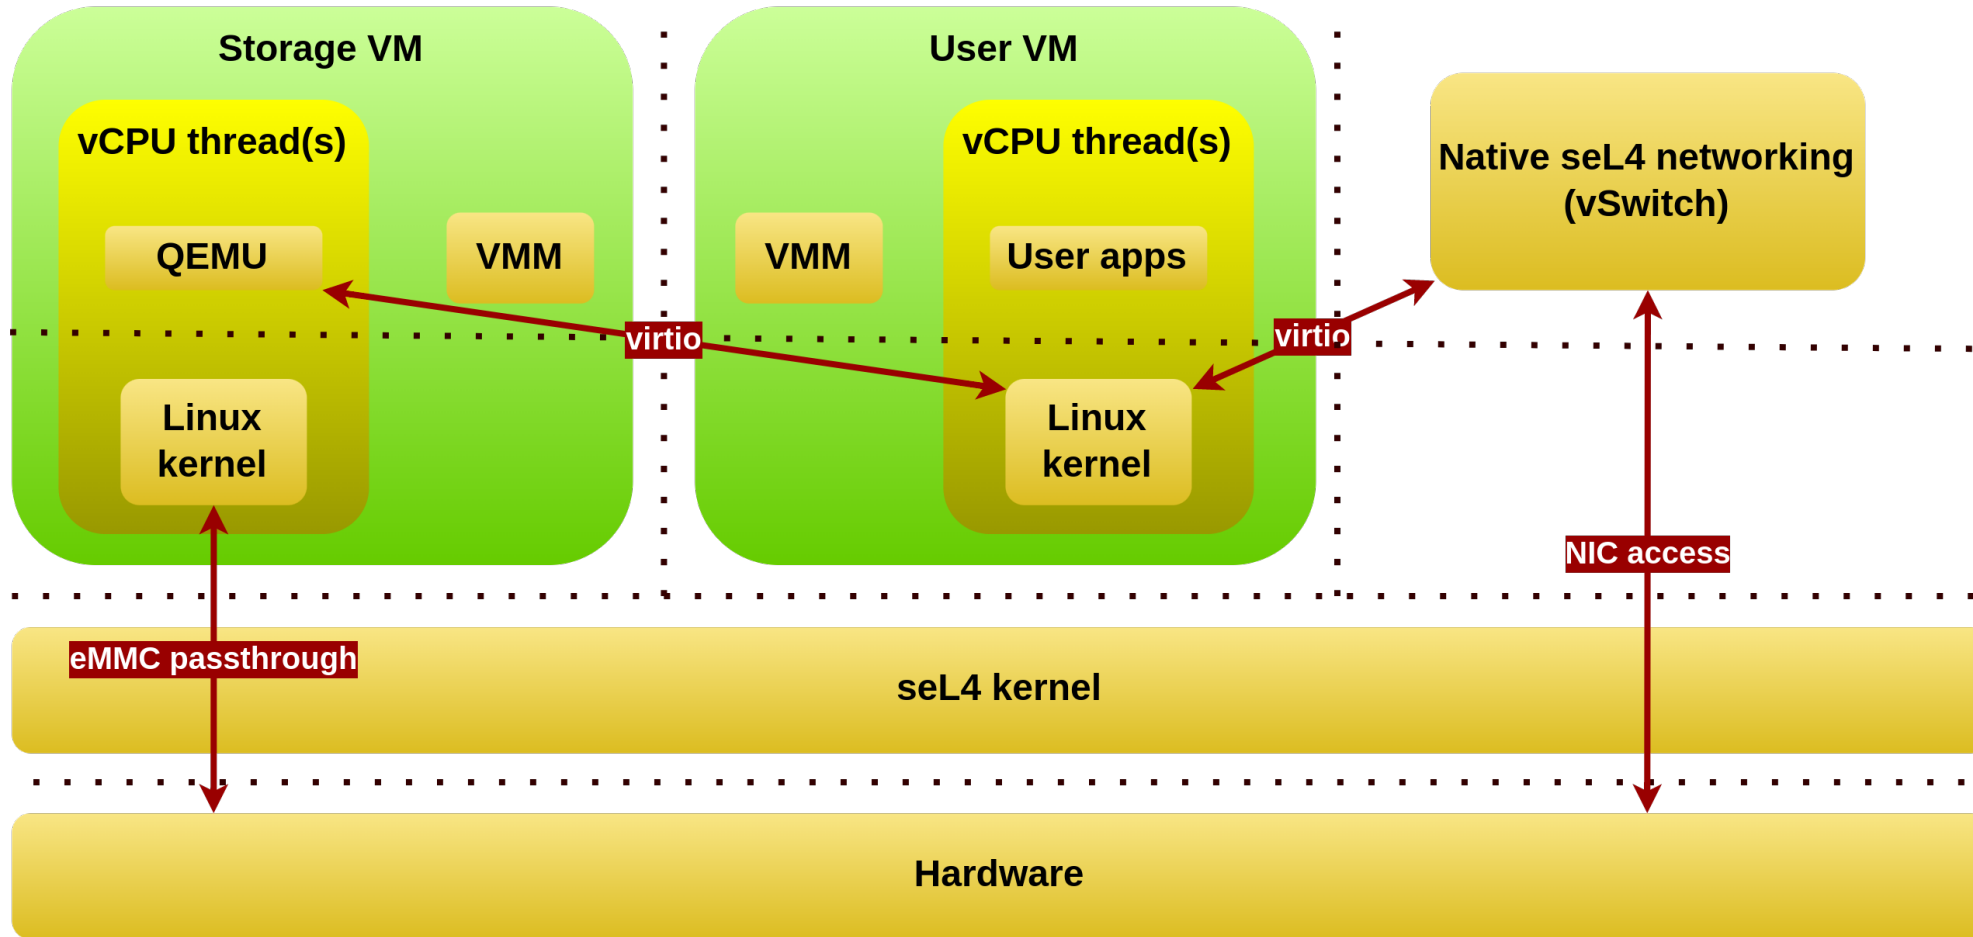 Storage VM
vCPU thread(s)
QEMU
VMM
Linux
kernel
User VM
vCPU thread(s)
VMM
User apps
Linux
kernel
Native seL4 networking
(vSwitch)
virtio
virtio
NIC access
eMMC passthrough
seL4 kernel
Hardware